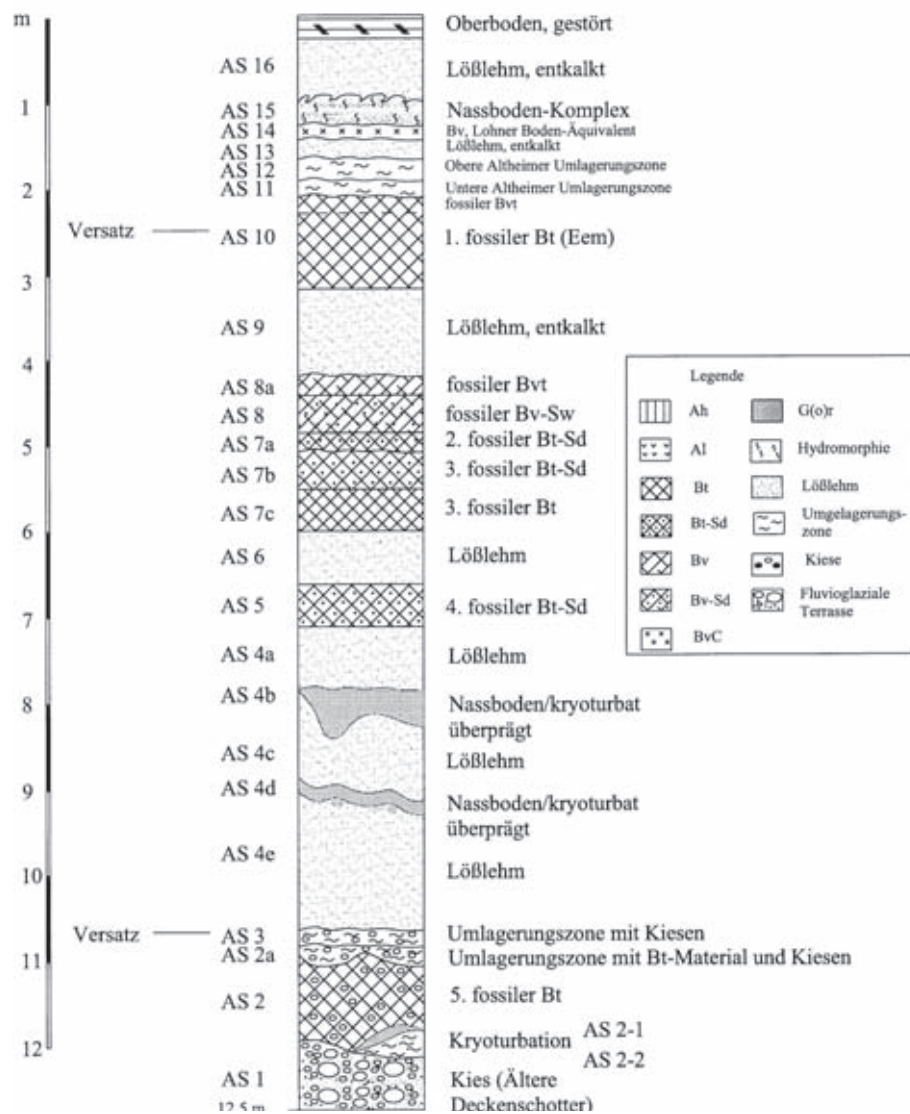 m
Oberboden, gestört
AS 16
Lößlehm, entkalkt
1
AS 15
Nassboden-Komplex
AS 14
Bv, Lohner Boden-Äquivalent
AS 13
Lößlehm, entkalkt
AS 12
Obere Altheimer Umlagerungszone
2
AS 11
Untere Altheimer Umlagerungszone
fossiler Bvt
Versatz
AS 10
1. fossiler Bt (Eem)
3
AS 9
Lößlehm, entkalkt
4
AS 8a
fossiler Bvt
AS 8
fossiler Bv-Sw
5
AS 7a
2. fossiler Bt-Sd
AS 7b
3. fossiler Bt-Sd
AS 7c
3. fossiler Bt
6
AS 6
Lößlehm
AS 5
4. fossiler Bt-Sd
7
AS 4a
Lößlehm
8
AS 4b
Nassboden/kryoturbat
überprägt
AS 4c
Lößlehm
9
AS 4d
Nassboden/kryoturbat
überprägt
AS 4e
10
Lößlehm
Versatz
AS 3
Umlagerungszone mit Kiesen
11
AS 2a
Umlagerungszone mit Bt-Material und Kiesen
AS 2
5. fossiler Bt
12
Kryoturbation
AS 2-1
AS 2-2
AS 1
Kies (Ältere
12,5 m
Deckenschotter)
Legende
Ah
G(o)r
Al
Hydromorphie
Bt
Lößlehm
Bt-Sd
Umgelagerungs-
zone
Bv
Kiese
Bv-Sd
Fluvioglaziale
Terrasse
BvC